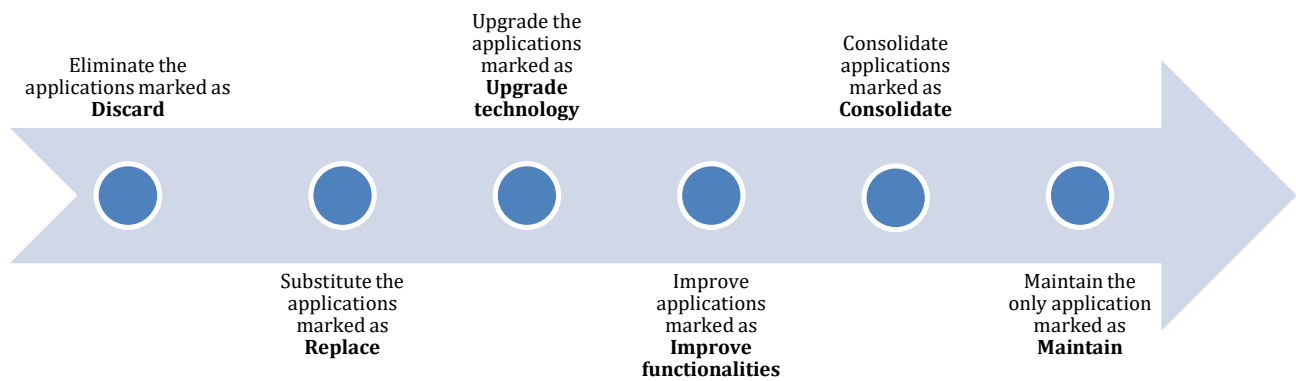 Eliminate the
applications marked as
Discard
Substitute the
applications
marked as
Replace
Upgrade the
applications
marked as
Upgrade
technology
Improve
applications
marked as
Improve
functionalities
Consolidate
applications
marked as
Consolidate
Maintain the
only application
marked as
Maintain